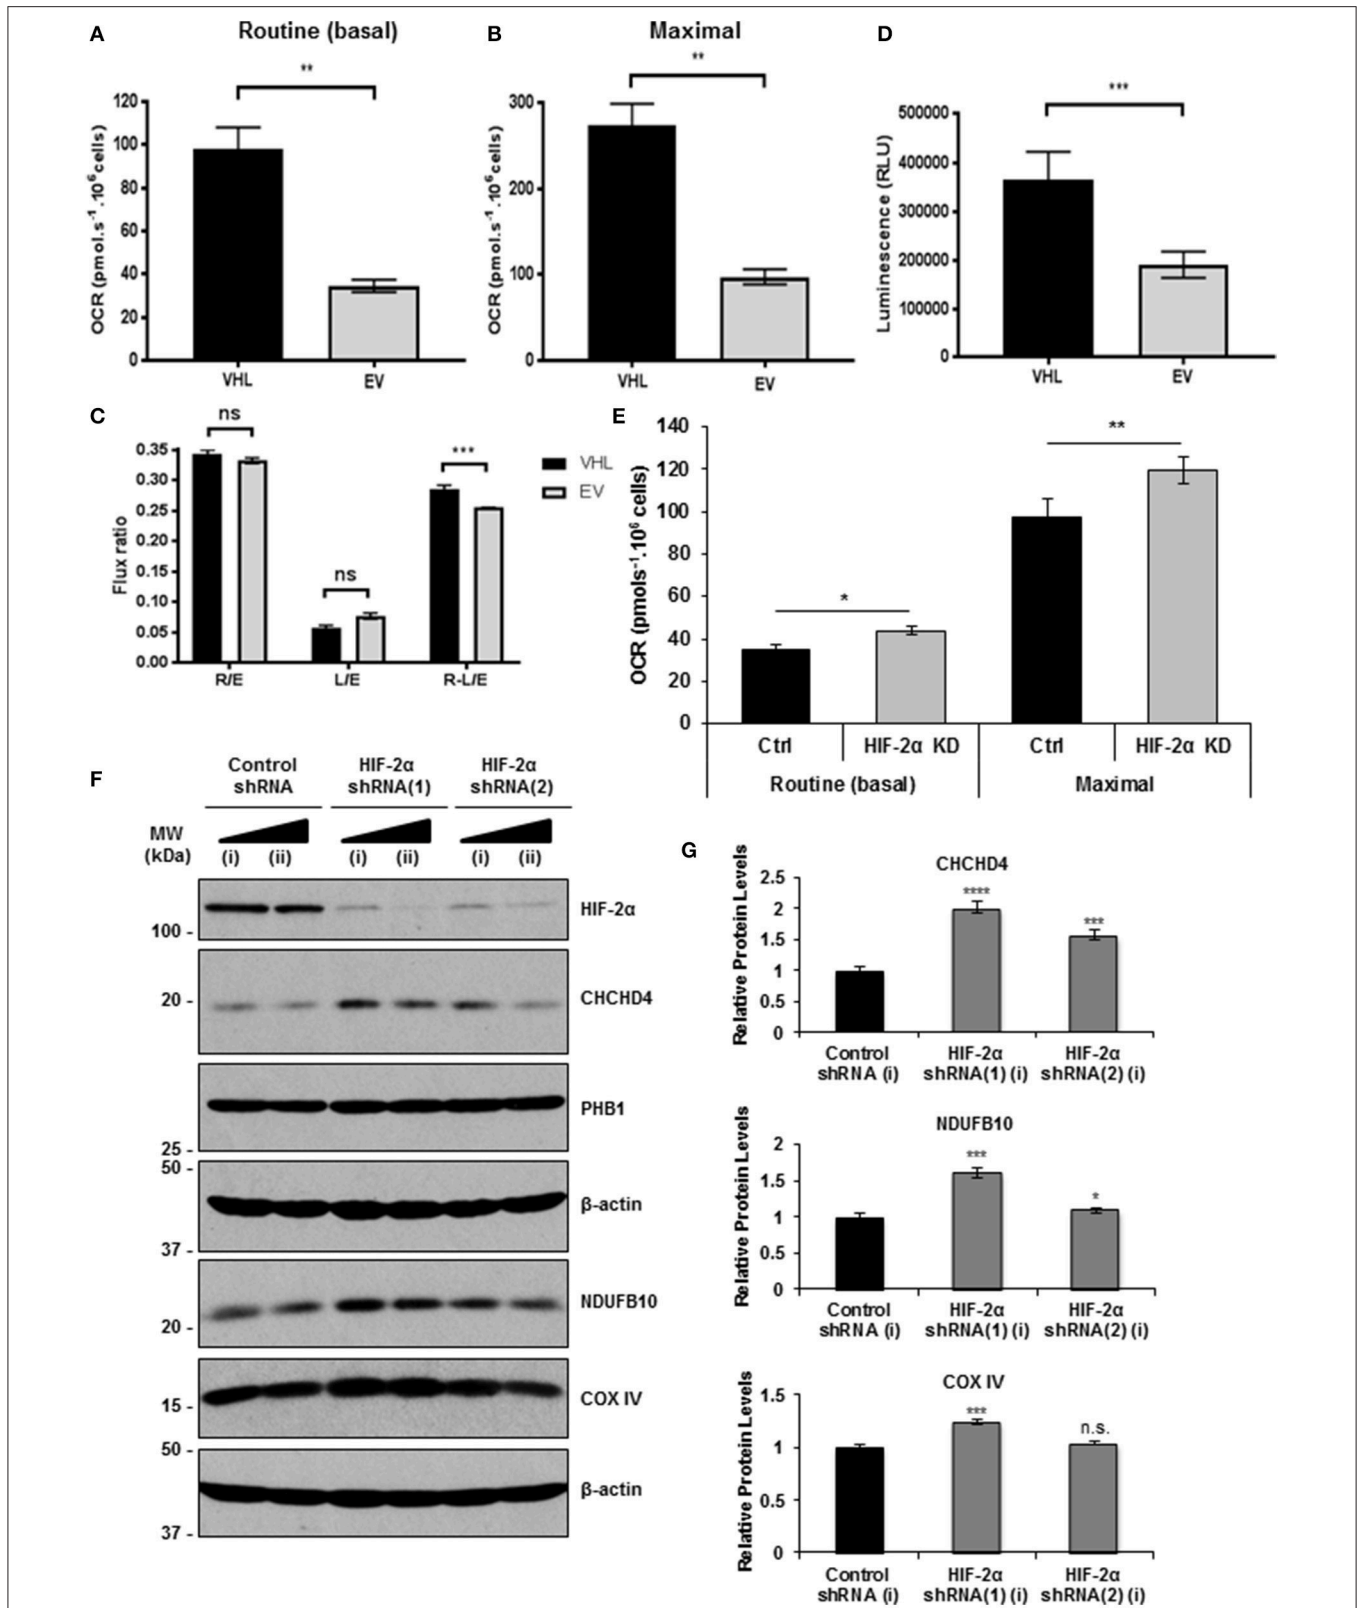 A
Routine (basal)
**
OCR (pmol.s⁻¹.10⁶cells)
120
100
80
60
40
20
0
VHL
EV
B
Maximal
**
OCR (pmol.s⁻¹.10⁶ cells)
300
200
100
0
VHL
EV
D
***
Luminescence (RLU)
500000
400000
300000
200000
100000
0
VHL
EV
C
Flux ratio
0.35
0.30
0.25
0.20
0.15
0.10
0.05
0.00
ns
ns
***
R/E
L/E
R-L/E
VHL
EV
E
OCR (pmols⁻¹.10⁶ cells)
140
120
100
80
60
40
20
0
*
**
Ctrl
HIF-2α KD
Ctrl
HIF-2α KD
Routine (basal)
Maximal
F
Control
shRNA
HIF-2α
shRNA(1)
HIF-2α
shRNA(2)
MW
(kDa)
(i)
(ii)
(i)
(ii)
(i)
(ii)
100 -
HIF-2α
20 -
CHCHD4
PHB1
25 -
50 -
β-actin
37 -
NDUFB10
20 -
COX IV
15 -
50 -
β-actin
37 -
G
CHCHD4
Relative Protein Levels
2.5
2
1.5
1
0.5
0
****
***
Control
shRNA (i)
HIF-2α
shRNA(1) (i)
HIF-2α
shRNA(2) (i)
NDUFB10
Relative Protein Levels
2
1.5
1
0.5
0
***
*
Control
shRNA (i)
HIF-2α
shRNA(1) (i)
HIF-2α
shRNA(2) (i)
COX IV
Relative Protein Levels
1.5
1
0.5
0
***
n.s.
Control
shRNA (i)
HIF-2α
shRNA(1) (i)
HIF-2α
shRNA(2) (i)